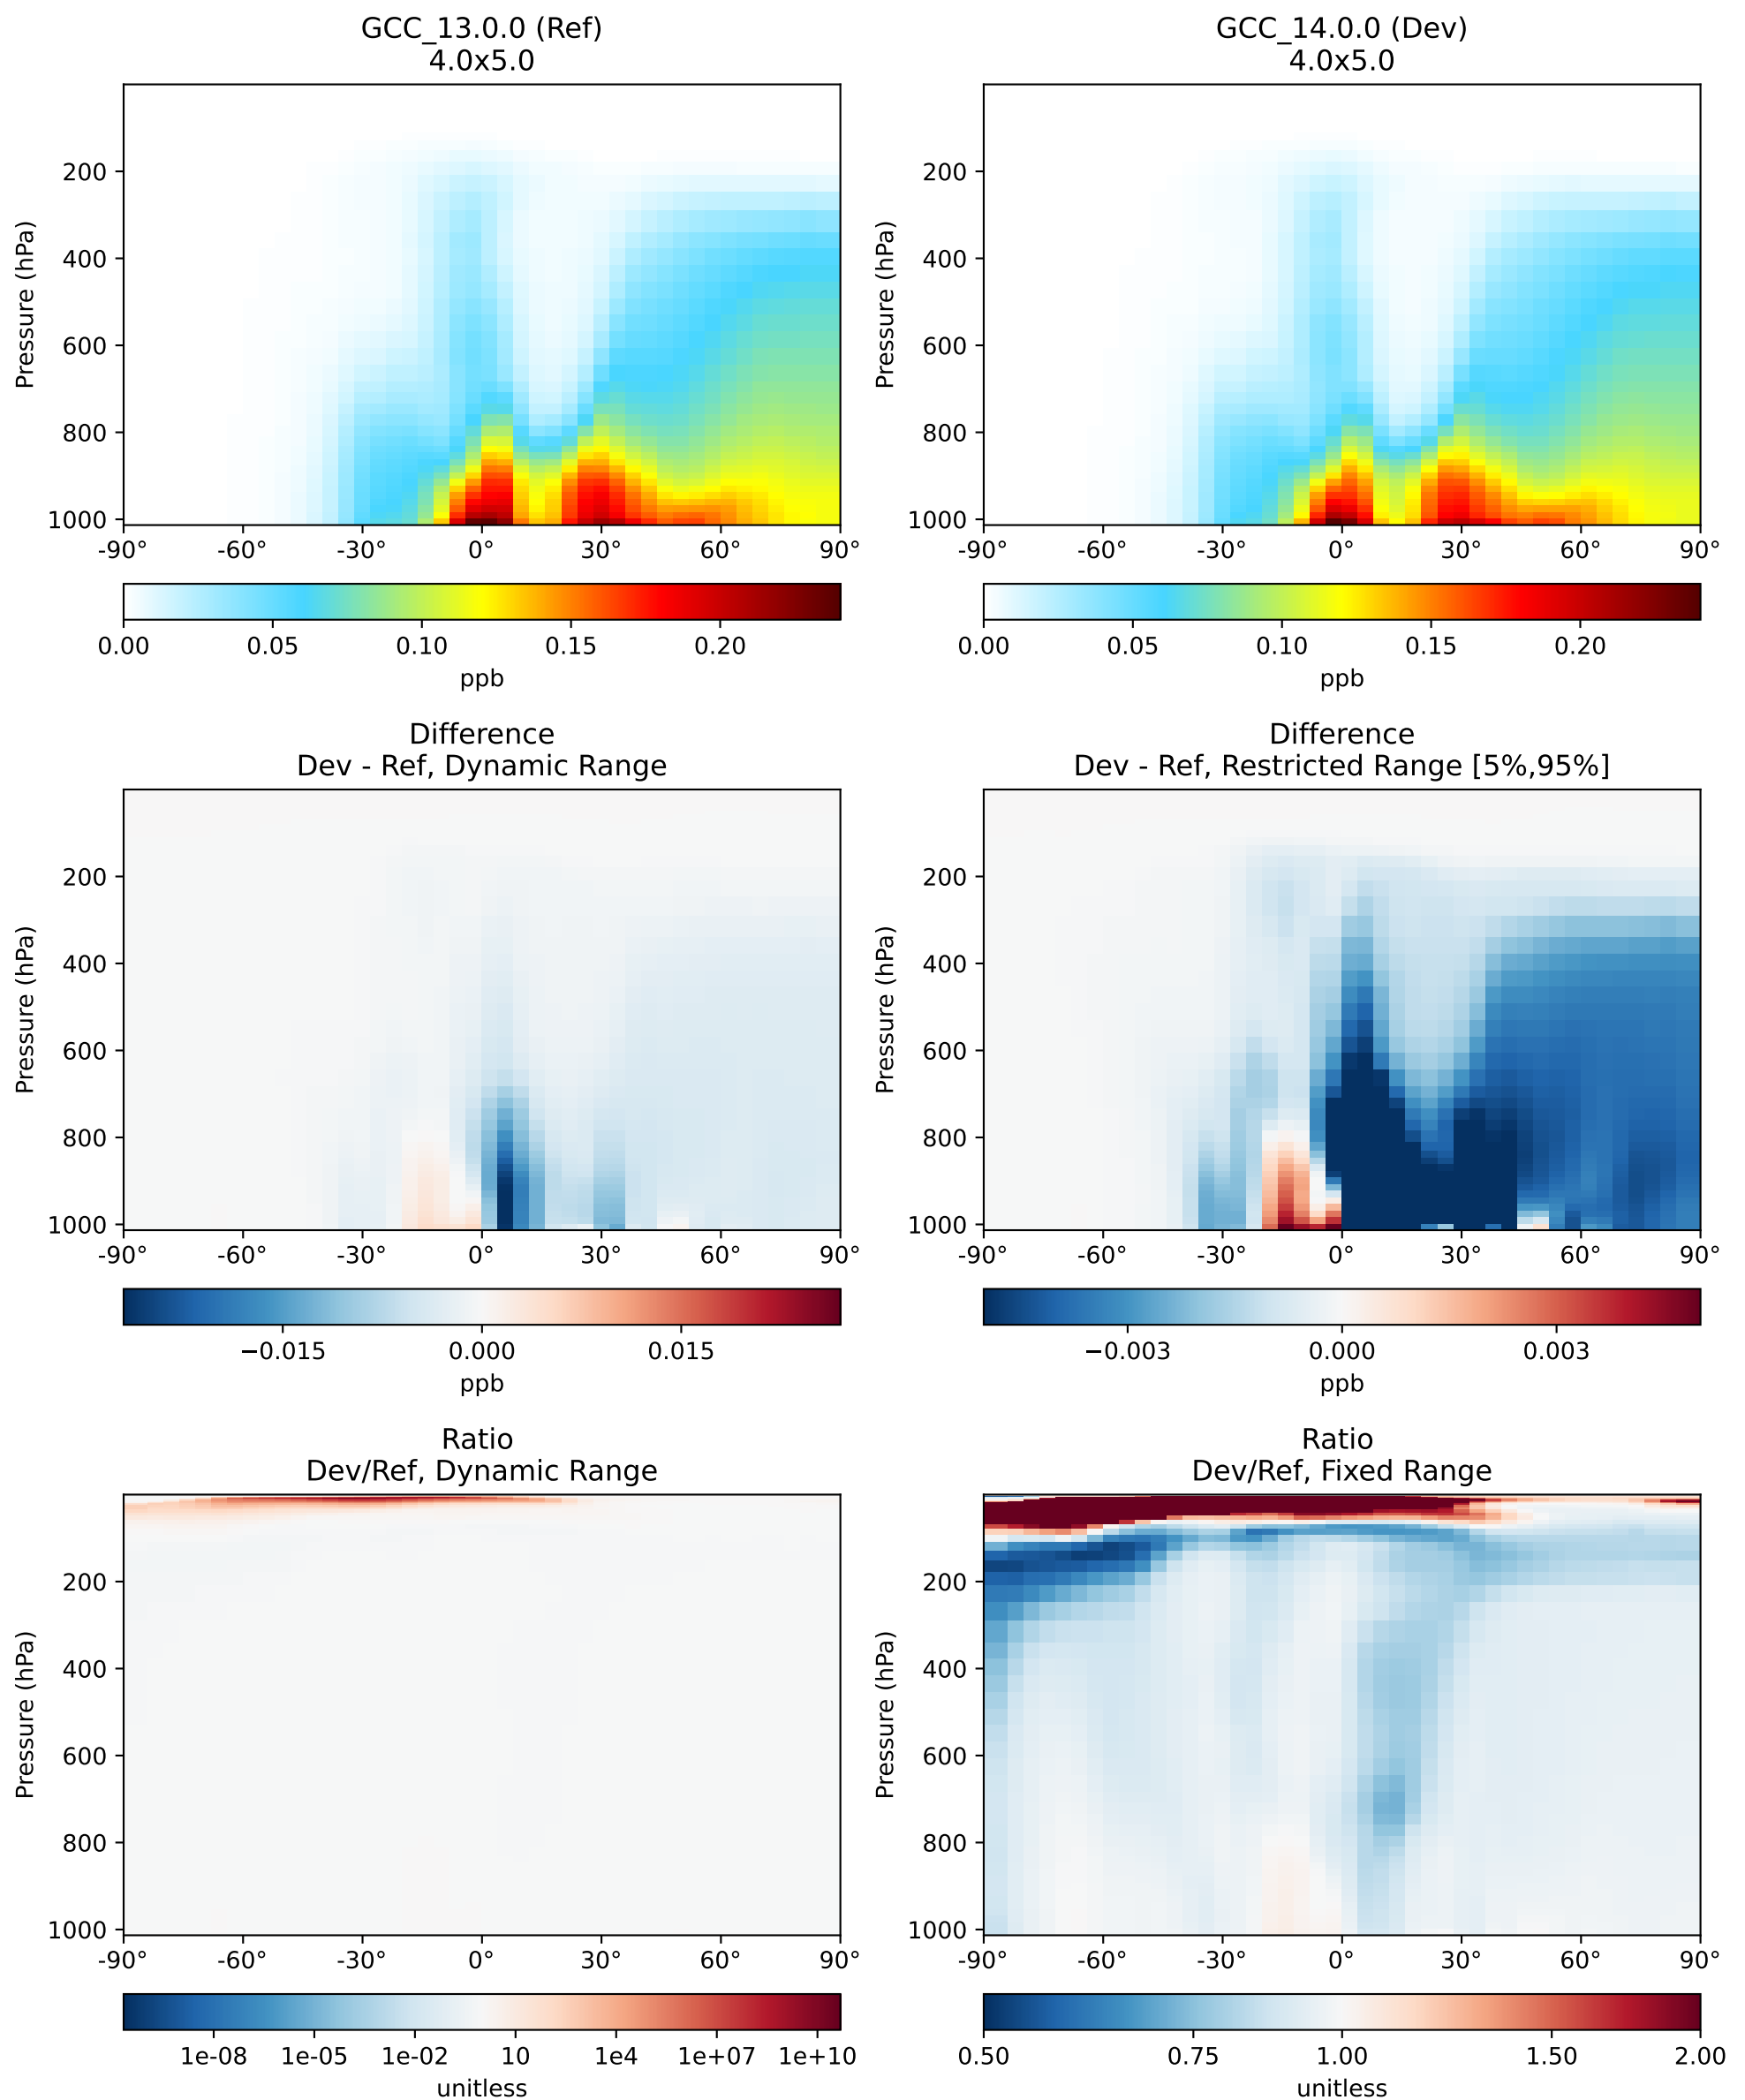 GCC_13.0.0 (Ref)
4.0x5.0
Pressure (hPa)
200
400
600
800
1000
-90° -60° -30° 0° 30° 60° 90°
0.00 0.05 0.10 0.15 0.20
ppb
GCC_14.0.0 (Dev)
4.0x5.0
Pressure (hPa)
200
400
600
800
1000
-90° -60° -30° 0° 30° 60° 90°
0.00 0.05 0.10 0.15 0.20
ppb
Difference
Dev - Ref, Dynamic Range
Pressure (hPa)
200
400
600
800
1000
-90° -60° -30° 0° 30° 60° 90°
−0.015 0.000 0.015
ppb
Difference
Dev - Ref, Restricted Range [5%,95%]
Pressure (hPa)
200
400
600
800
1000
-90° -60° -30° 0° 30° 60° 90°
−0.003 0.000 0.003
ppb
Ratio
Dev/Ref, Dynamic Range
Pressure (hPa)
200
400
600
800
1000
-90° -60° -30° 0° 30° 60° 90°
1e-08 1e-05 1e-02 10 1e+4 1e+07 1e+10
unitless
Ratio
Dev/Ref, Fixed Range
Pressure (hPa)
200
400
600
800
1000
-90° -60° -30° 0° 30° 60° 90°
0.50 0.75 1.00 1.50 2.00
unitless